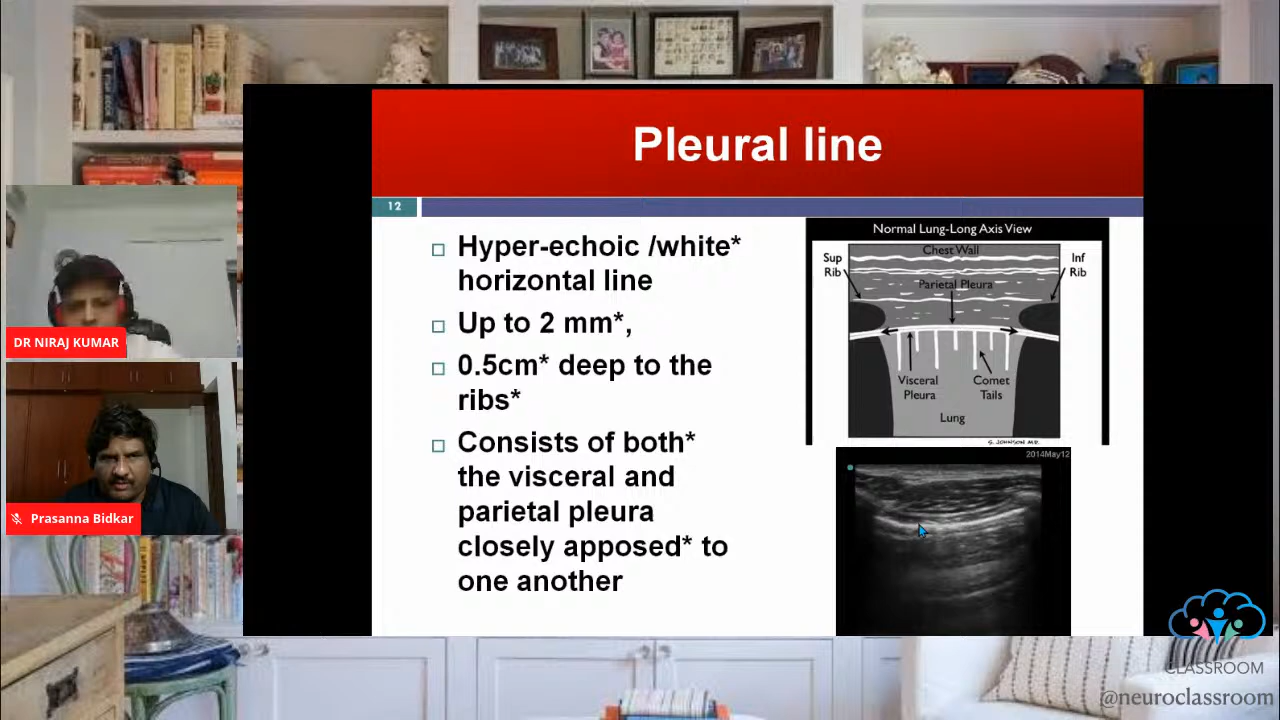 Pleural line
12
Hyper-echoic /white*
horizontal line
Up to 2 mm*,
0.5cm* deep to the
ribs*
Consists of both*
the visceral and
parietal pleura
closely apposed* to
one another
Normal Lung-Long Axis View
Chest Wall
Sup
Rib
Inf
Rib
Parietal Pleura
Visceral
Pleura
Comet
Tails
Lung
S. JOHNSON M.D.
2014May12
DR NIRAJ KUMAR
Prasanna Bidkar
CLASSROOM
@neuroclassroom